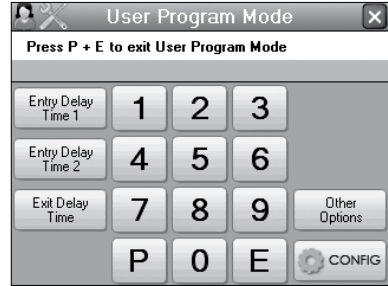 User Program Mode
Press P + E to exit User Program Mode
Entry Delay
Time 1
1 2 3
Entry Delay
Time 2
4 5 6
Exit Delay
Time
7 8 9
Other
Options
P 0 E
CONFIG